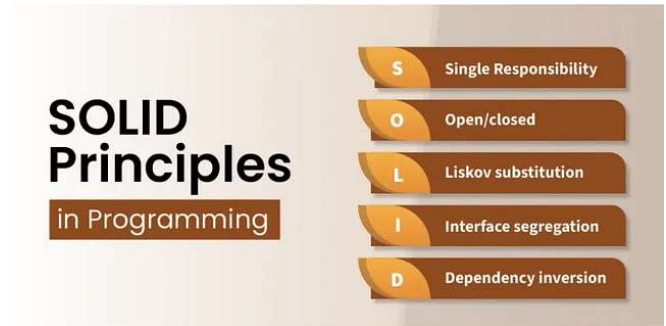 SOLID
Principles
in Programming
S Single Responsibility
O Open/closed
L Liskov substitution
I Interface segregation
D Dependency inversion